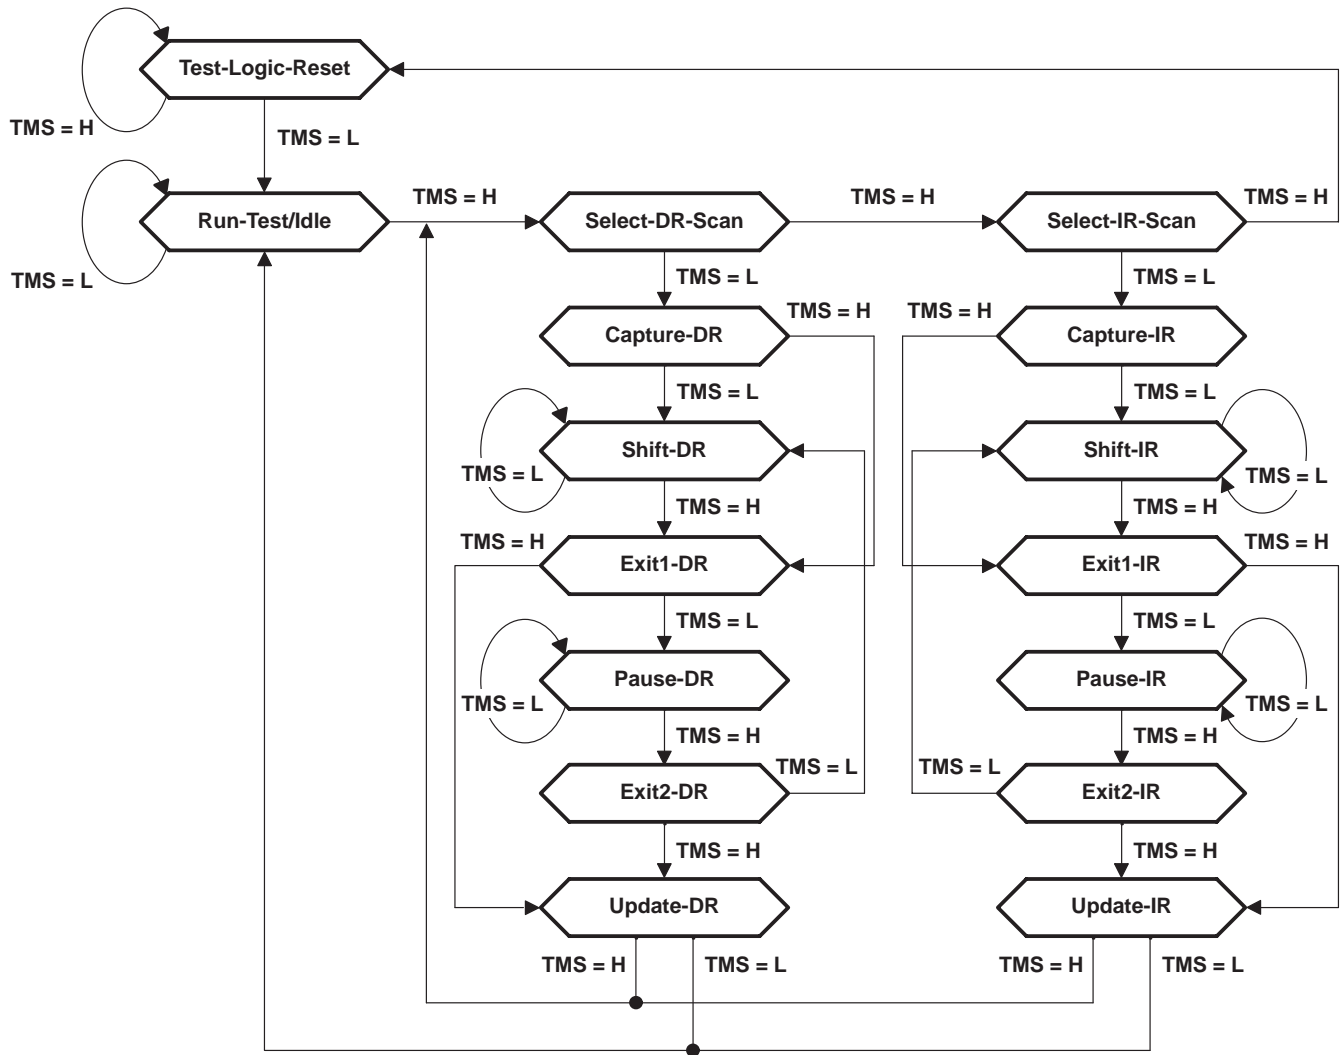 Test-Logic-Reset
TMS = H
TMS = L
Run-Test/Idle
TMS = H
Select-DR-Scan
TMS = H
Select-IR-Scan
TMS = H
TMS = L
TMS = L
TMS = L
Capture-DR
TMS = H
TMS = H
Capture-IR
TMS = L
TMS = L
Shift-DR
TMS = L
Shift-IR
TMS = L
TMS = H
TMS = H
TMS = H
Exit1-DR
Exit1-IR
TMS = H
TMS = L
TMS = L
Pause-DR
TMS = L
Pause-IR
TMS = L
TMS = H
TMS = H
Exit2-DR
TMS = L
TMS = L
Exit2-IR
TMS = H
TMS = H
Update-DR
Update-IR
TMS = H
TMS = L
TMS = H
TMS = L